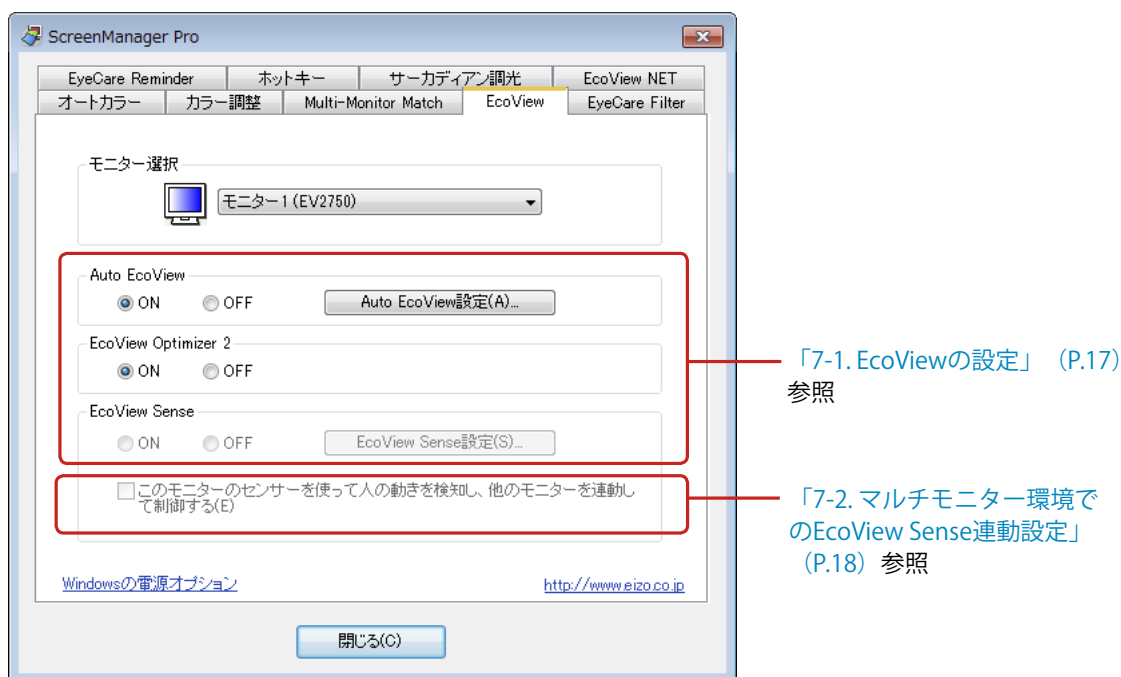 ScreenManager Pro
EyeCare Reminder ホットキー サーカディアン調光 EcoView NET
オートカラー カラー調整 Multi-Monitor Match EcoView EyeCare Filter
モニター選択
モニター1 (EV2750)
Auto EcoView
ON OFF Auto EcoView設定(A)...
EcoView Optimizer 2
ON OFF
EcoView Sense
ON OFF EcoView Sense設定(S)...
このモニターのセンサーを使って人の動きを検知し、他のモニターを連動し
て制御する(E)
Windowsの電源オプション http://www.eizo.co.jp
閉じる(C)
「7-1. EcoViewの設定」（P.17）
参照
「7-2. マルチモニター環境で
のEcoView Sense連動設定」
（P.18）参照